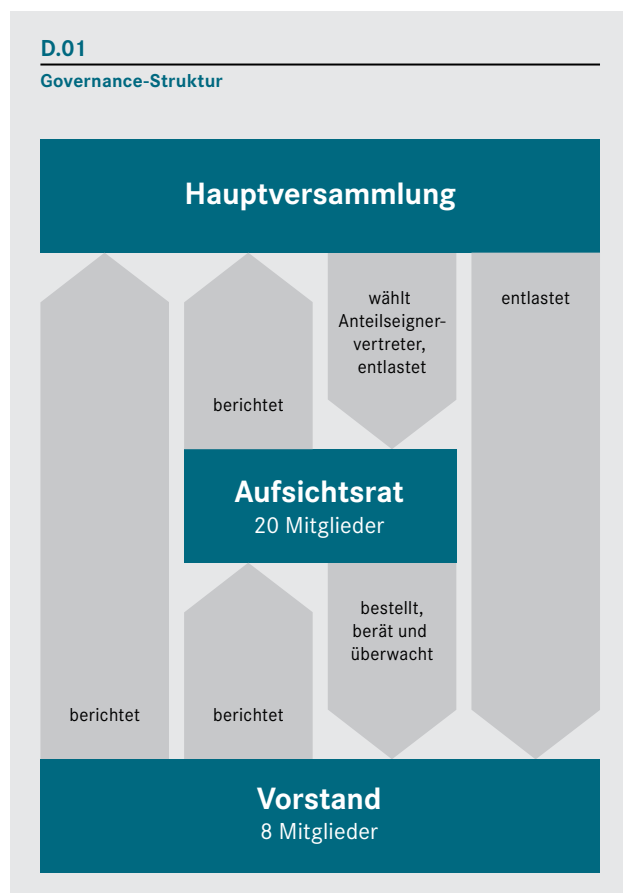 D.01
Governance-Struktur
Hauptversammlung
wählt
Anteilseigner-
vertreter,
entlastet
entlastet
berichtet
Aufsichtsrat
20 Mitglieder
bestellt,
berät und
überwacht
berichtet
berichtet
Vorstand
8 Mitglieder